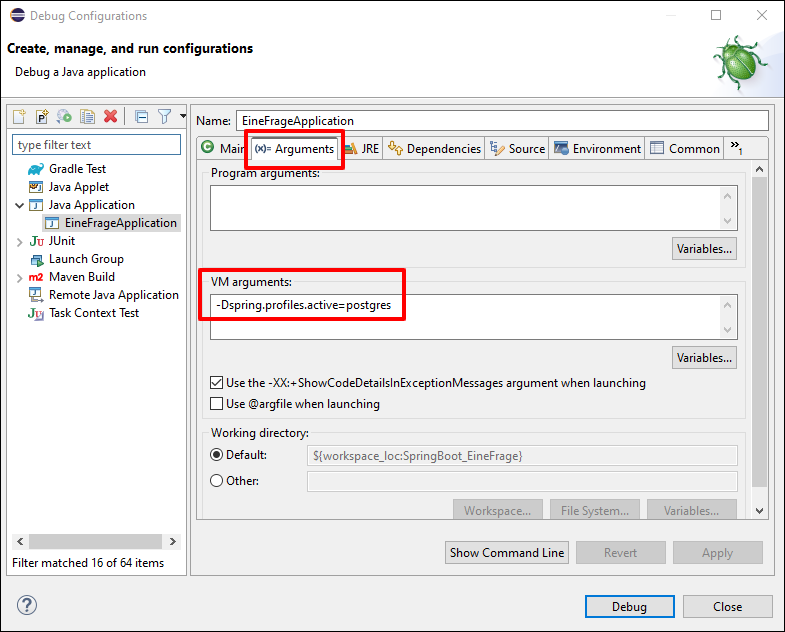 Debug Configurations
Create, manage, and run configurations
Debug a Java application
type filter text
Gradle Test
Java Applet
Java Application
EineFrageApplication
JUnit
Launch Group
Maven Build
Remote Java Application
Task Context Test
Filter matched 16 of 64 items
Name: EineFrageApplication
Main (x)= Arguments JRE Dependencies Source Environment Common »1
Program arguments:
Variables...
VM arguments:
-Dspring.profiles.active=postgres
Variables...
Use the -XX:+ShowCodeDetailsInExceptionMessages argument when launching
Use @argfile when launching
Working directory:
Default: ${workspace_loc:SpringBoot_EineFrage}
Other:
Workspace... File System... Variables...
Show Command Line Revert Apply
Debug Close